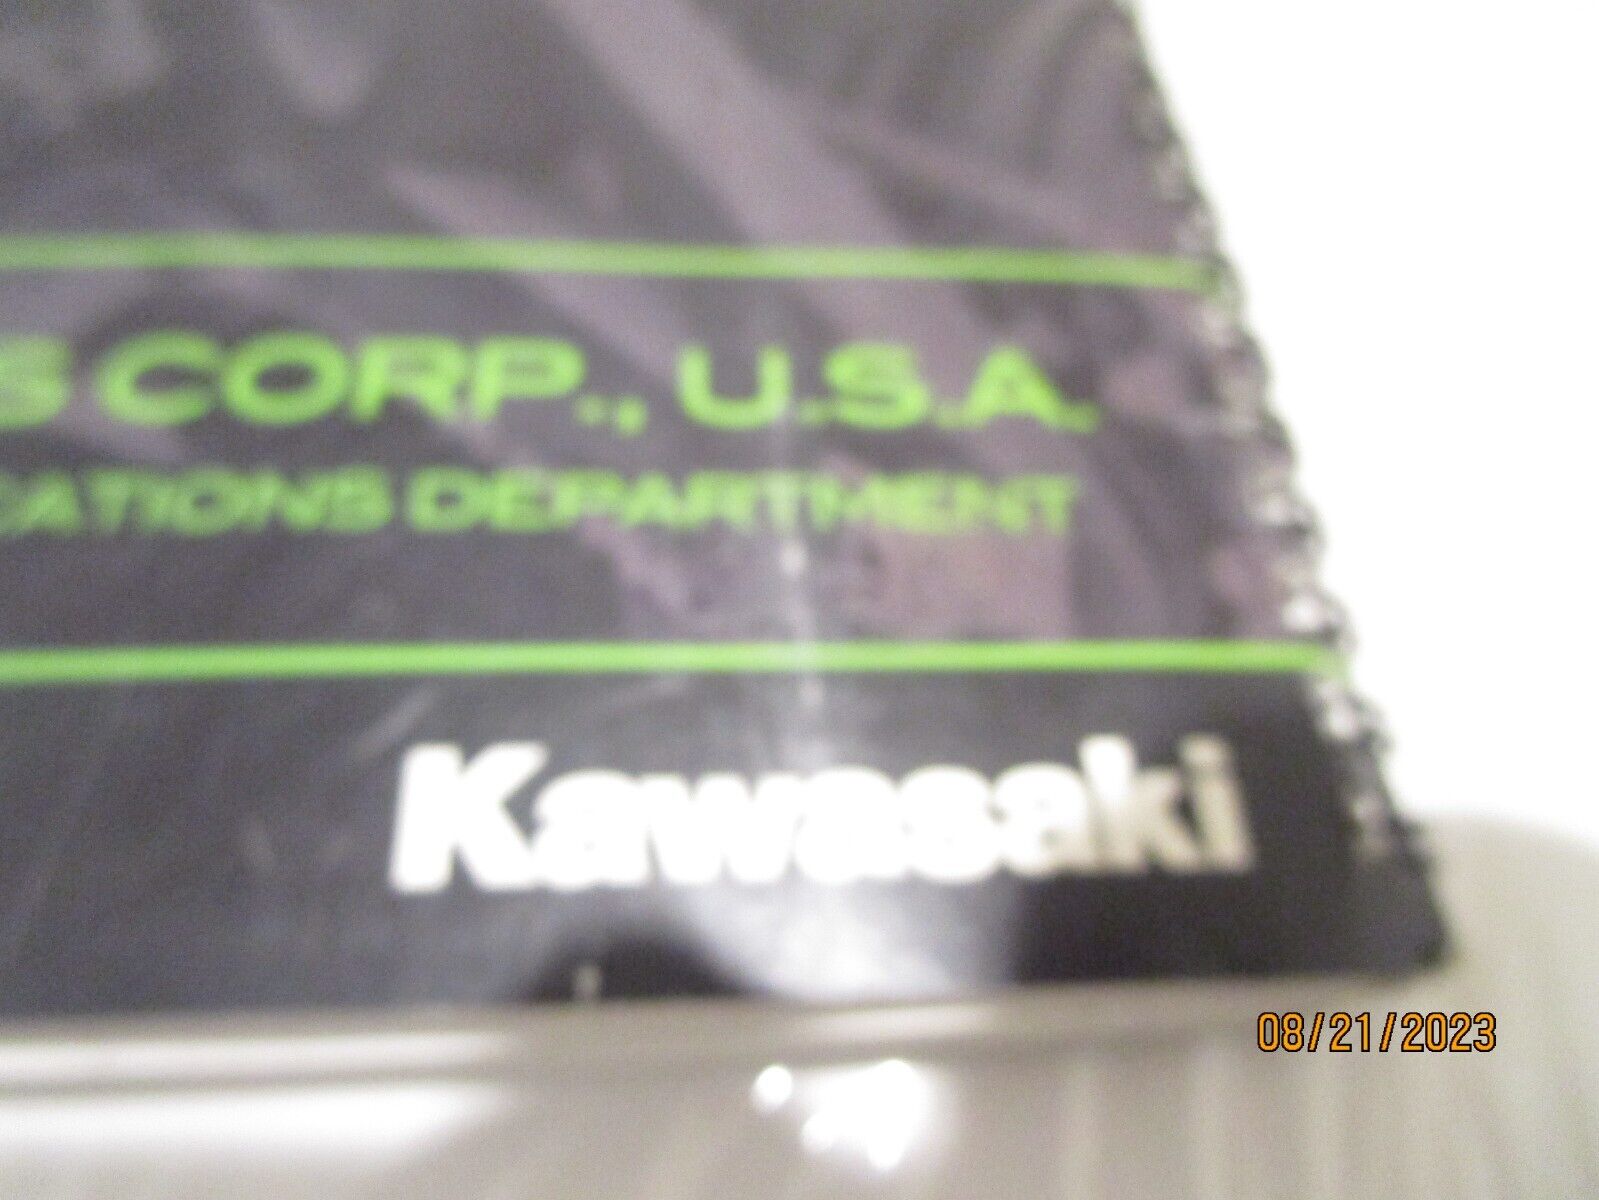 S CORP., U.S.A.
CATIONS DEPARTMENT
Kawasaki
08/21/2023